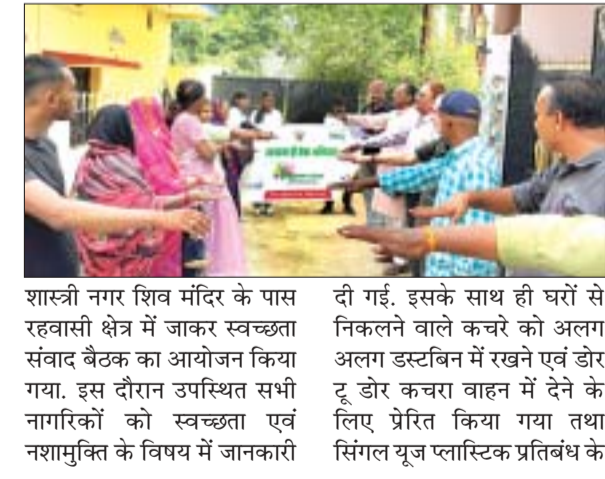 शास्त्री नगर शिव मंदिर के पास
रहवासी क्षेत्र में जाकर स्वच्छता
संवाद बैठक का आयोजन किया
गया. इस दौरान उपस्थित सभी
नागरिकों को स्वच्छता एवं
नशामुक्ति के विषय में जानकारी
दी गई. इसके साथ ही घरों से
निकलने वाले कचरे को अलग
अलग डस्टबिन में रखने एवं डोर
टू डोर कचरा वाहन में देने के
लिए प्रेरित किया गया तथा
सिंगल यूज प्लास्टिक प्रतिबंध के